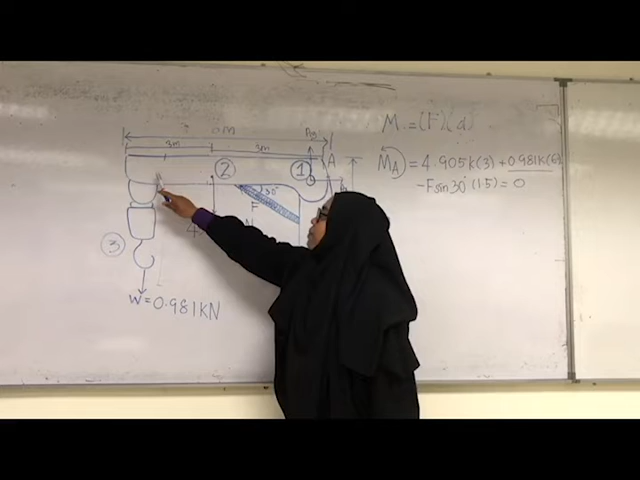 M = (F)(d)
3m
3m
Ay
A
MA) = 4.905K(3) + 0.981K(6)
- Fsin30° (1.5) = 0
2
1
30°
F
3
W = 0.981KN